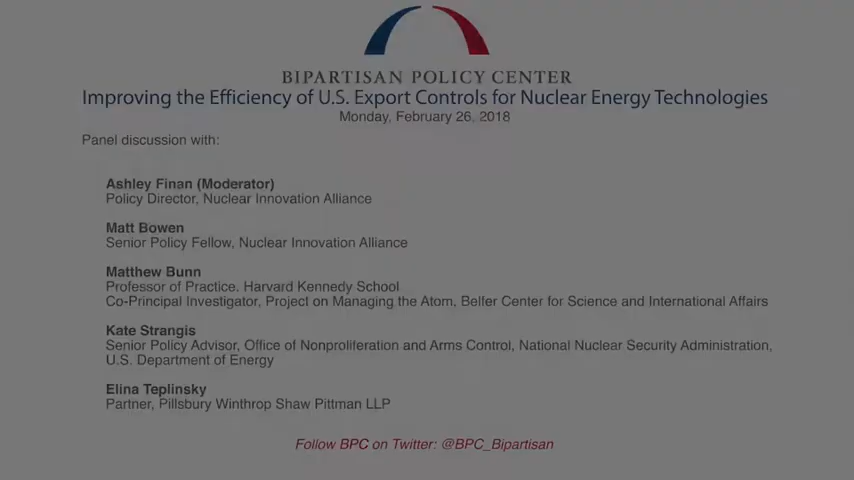 BIPARTISAN POLICY CENTER
Improving the Efficiency of U.S. Export Controls for Nuclear Energy Technologies
Monday, February 26, 2018
Panel discussion with:
Ashley Finan (Moderator)
Policy Director, Nuclear Innovation Alliance
Matt Bowen
Senior Policy Fellow, Nuclear Innovation Alliance
Matthew Bunn
Professor of Practice. Harvard Kennedy School
Co-Principal Investigator, Project on Managing the Atom, Belfer Center for Science and International Affairs
Kate Strangis
Senior Policy Advisor, Office of Nonproliferation and Arms Control, National Nuclear Security Administration,
U.S. Department of Energy
Elina Teplinsky
Partner, Pillsbury Winthrop Shaw Pittman LLP
Follow BPC on Twitter: @BPC_Bipartisan